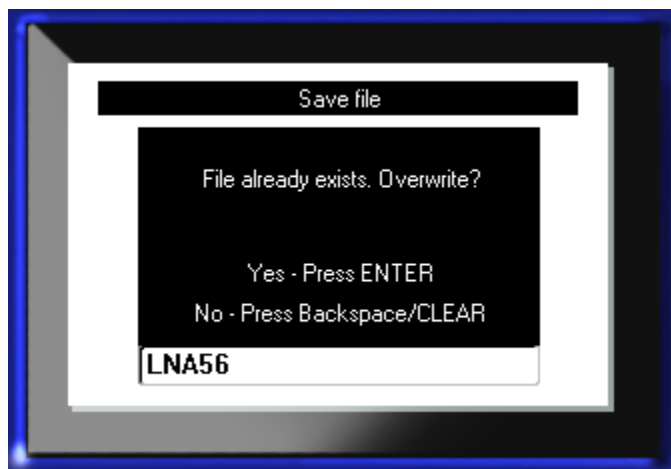 Save file
File already exists. Overwrite?
Yes - Press ENTER
No - Press Backspace/CLEAR
LNA56